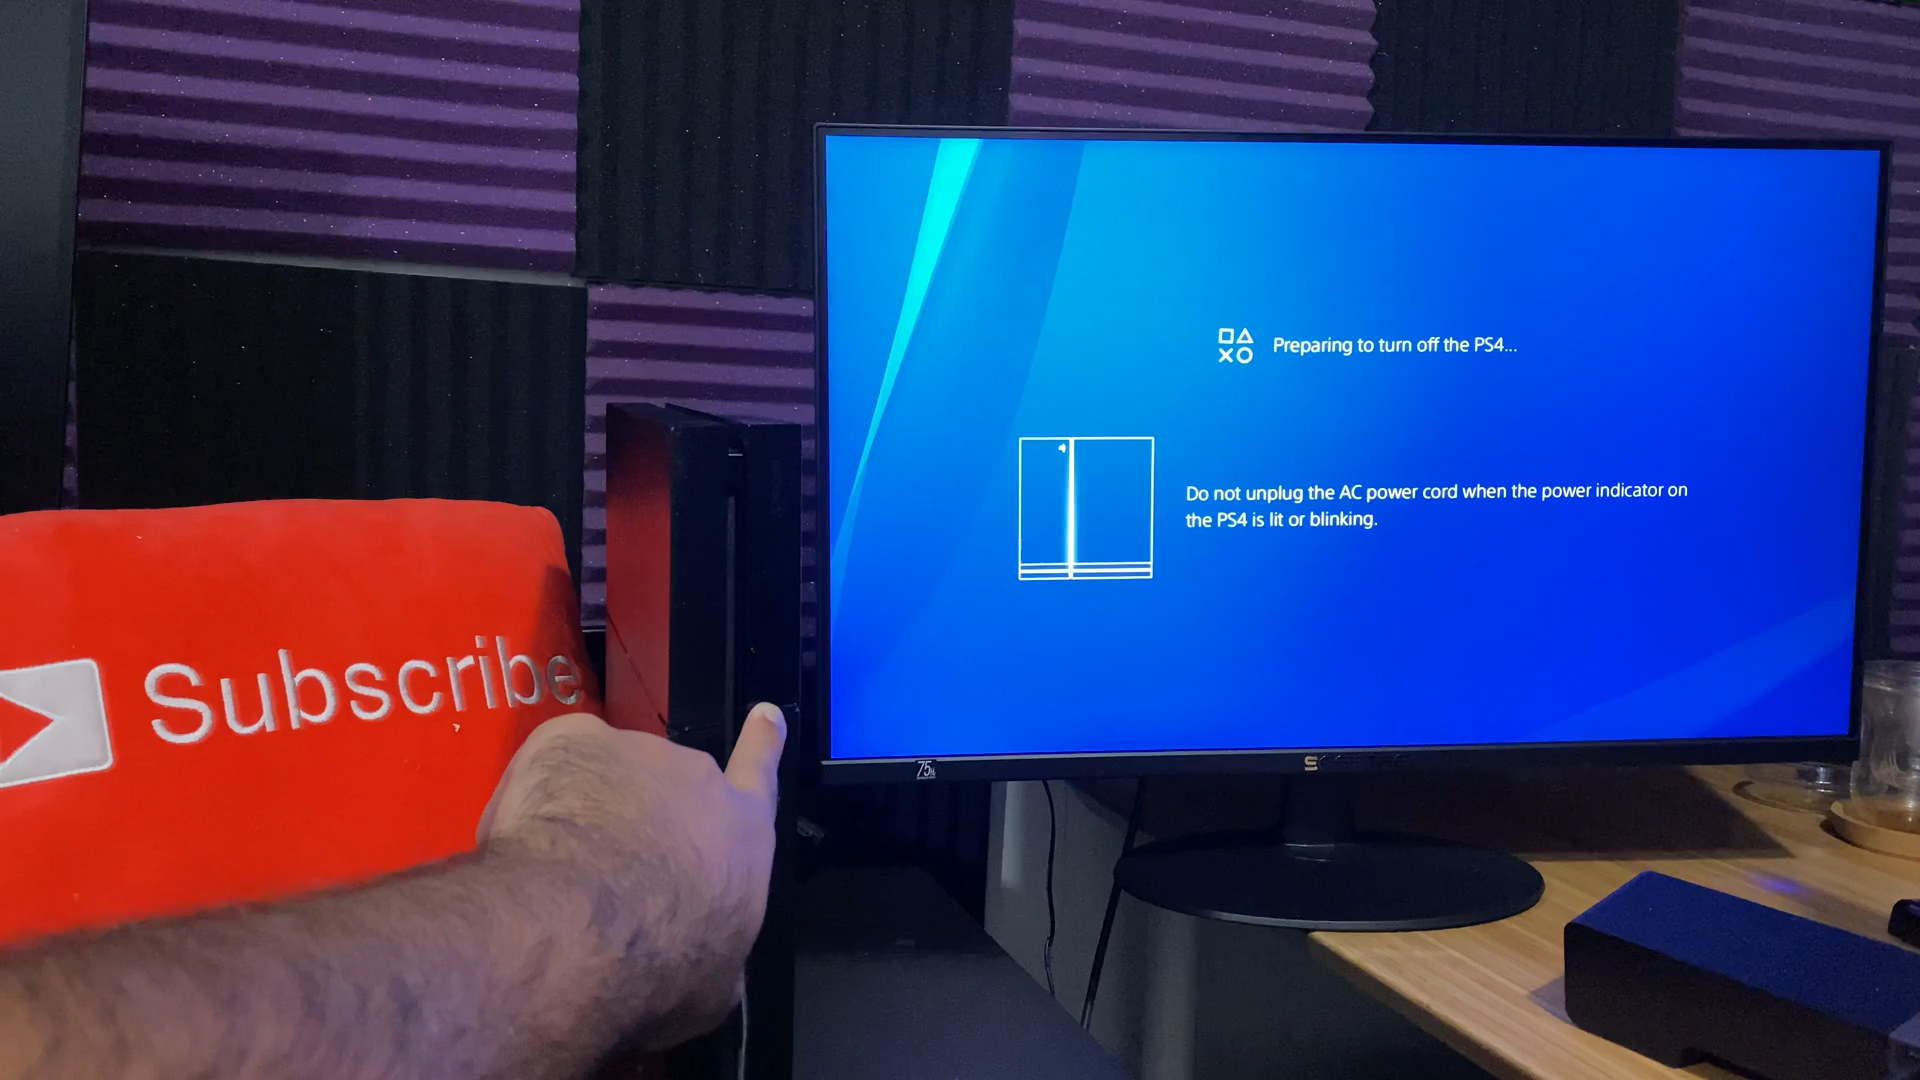 Preparing to turn off the PS4...
Do not unplug the AC power cord when the power indicator on
the PS4 is lit or blinking.
Subscribe
75